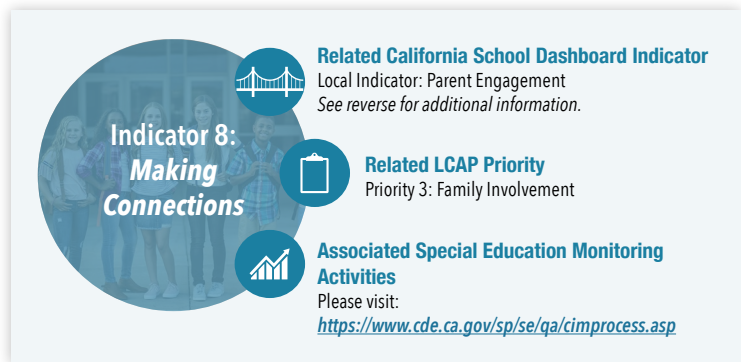 Indicator 8:
Making
Connections
Related California School Dashboard Indicator
Local Indicator: Parent Engagement
See reverse for additional information.
Related LCAP Priority
Priority 3: Family Involvement
Associated Special Education Monitoring
Activities
Please visit:
https://www.cde.ca.gov/sp/se/qa/cimprocess.asp